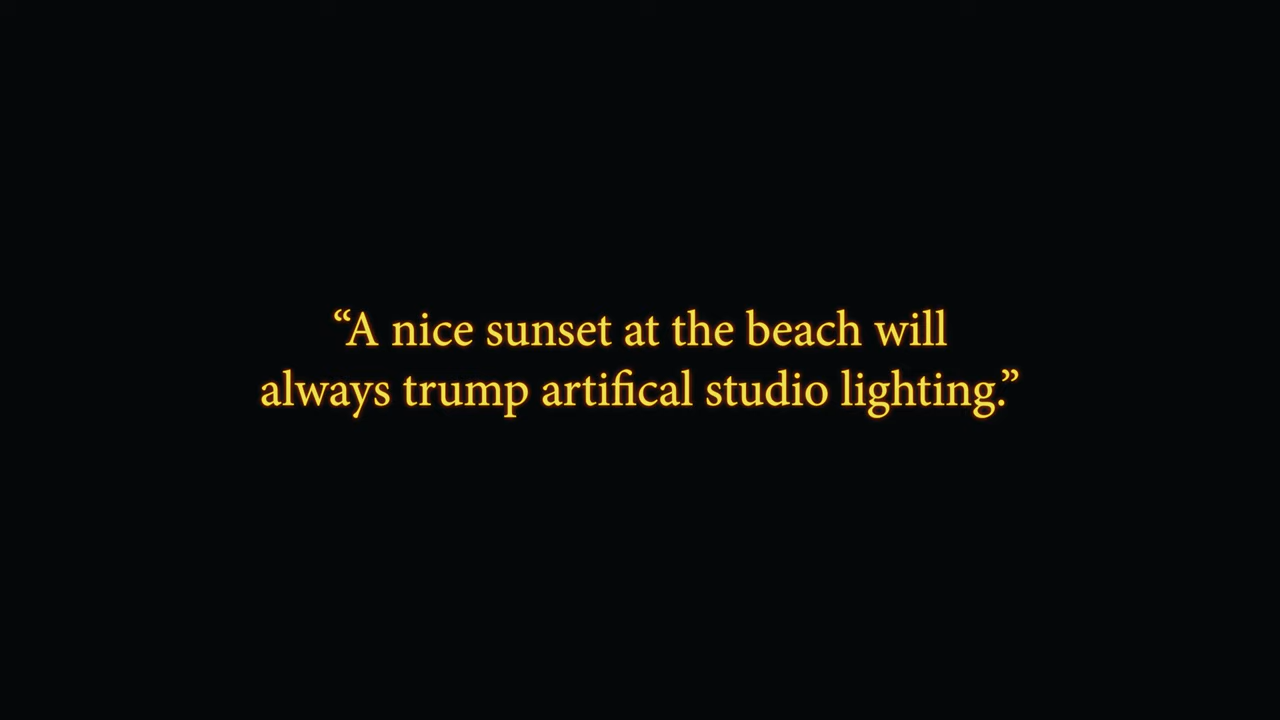 “A nice sunset at the beach will
always trump artifical studio lighting.”